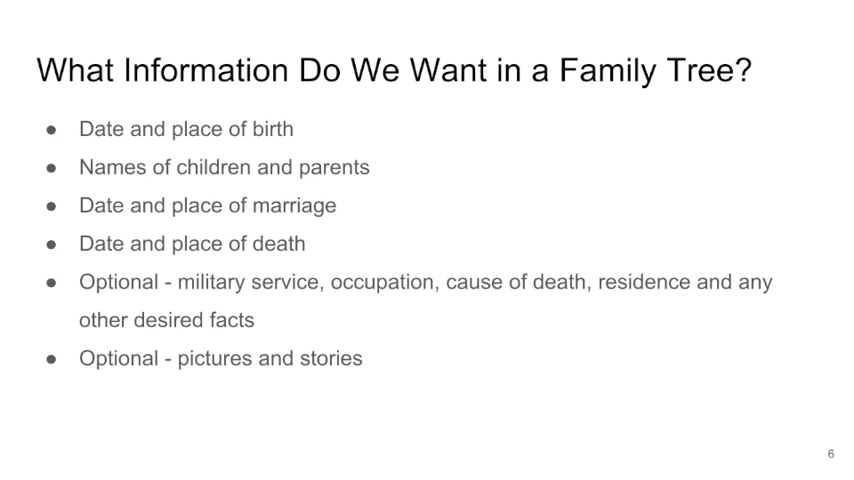 What Information Do We Want in a Family Tree?
● Date and place of birth
● Names of children and parents
● Date and place of marriage
● Date and place of death
● Optional - military service, occupation, cause of death, residence and any
other desired facts
● Optional - pictures and stories
6